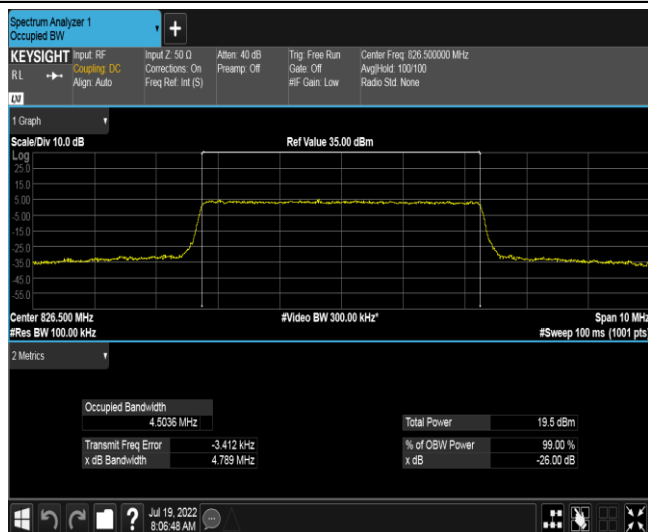 Spectrum Analyzer 1
Occupied BW
+
KEYSIGHT
RL
LXI
Input: RF
Coupling: DC
Align: Auto
Input Z: 50 Ω
Corrections: On
Freq Ref: Int (S)
Atten: 40 dB
Preamp: Off
Trig: Free Run
Gate: Off
#IF Gain: Low
Center Freq: 826.500000 MHz
Avg|Hold: 100/100
Radio Std: None
1 Graph
Scale/Div 10.0 dB
Ref Value 35.00 dBm
Log
25.0
15.0
5.00
-5.00
-15.0
-25.0
-35.0
-45.0
-55.0
Center 826.500 MHz
#Video BW 300.00 kHz*
Span 10 MHz
#Res BW 100.00 kHz
#Sweep 100 ms (1001 pts)
2 Metrics
Occupied Bandwidth
4.5036 MHz
Total Power 19.5 dBm
Transmit Freq Error -3.412 kHz
% of OBW Power 99.00 %
x dB Bandwidth 4.789 MHz
x dB -26.00 dB
?
Jul 19, 2022
8:06:48 AM